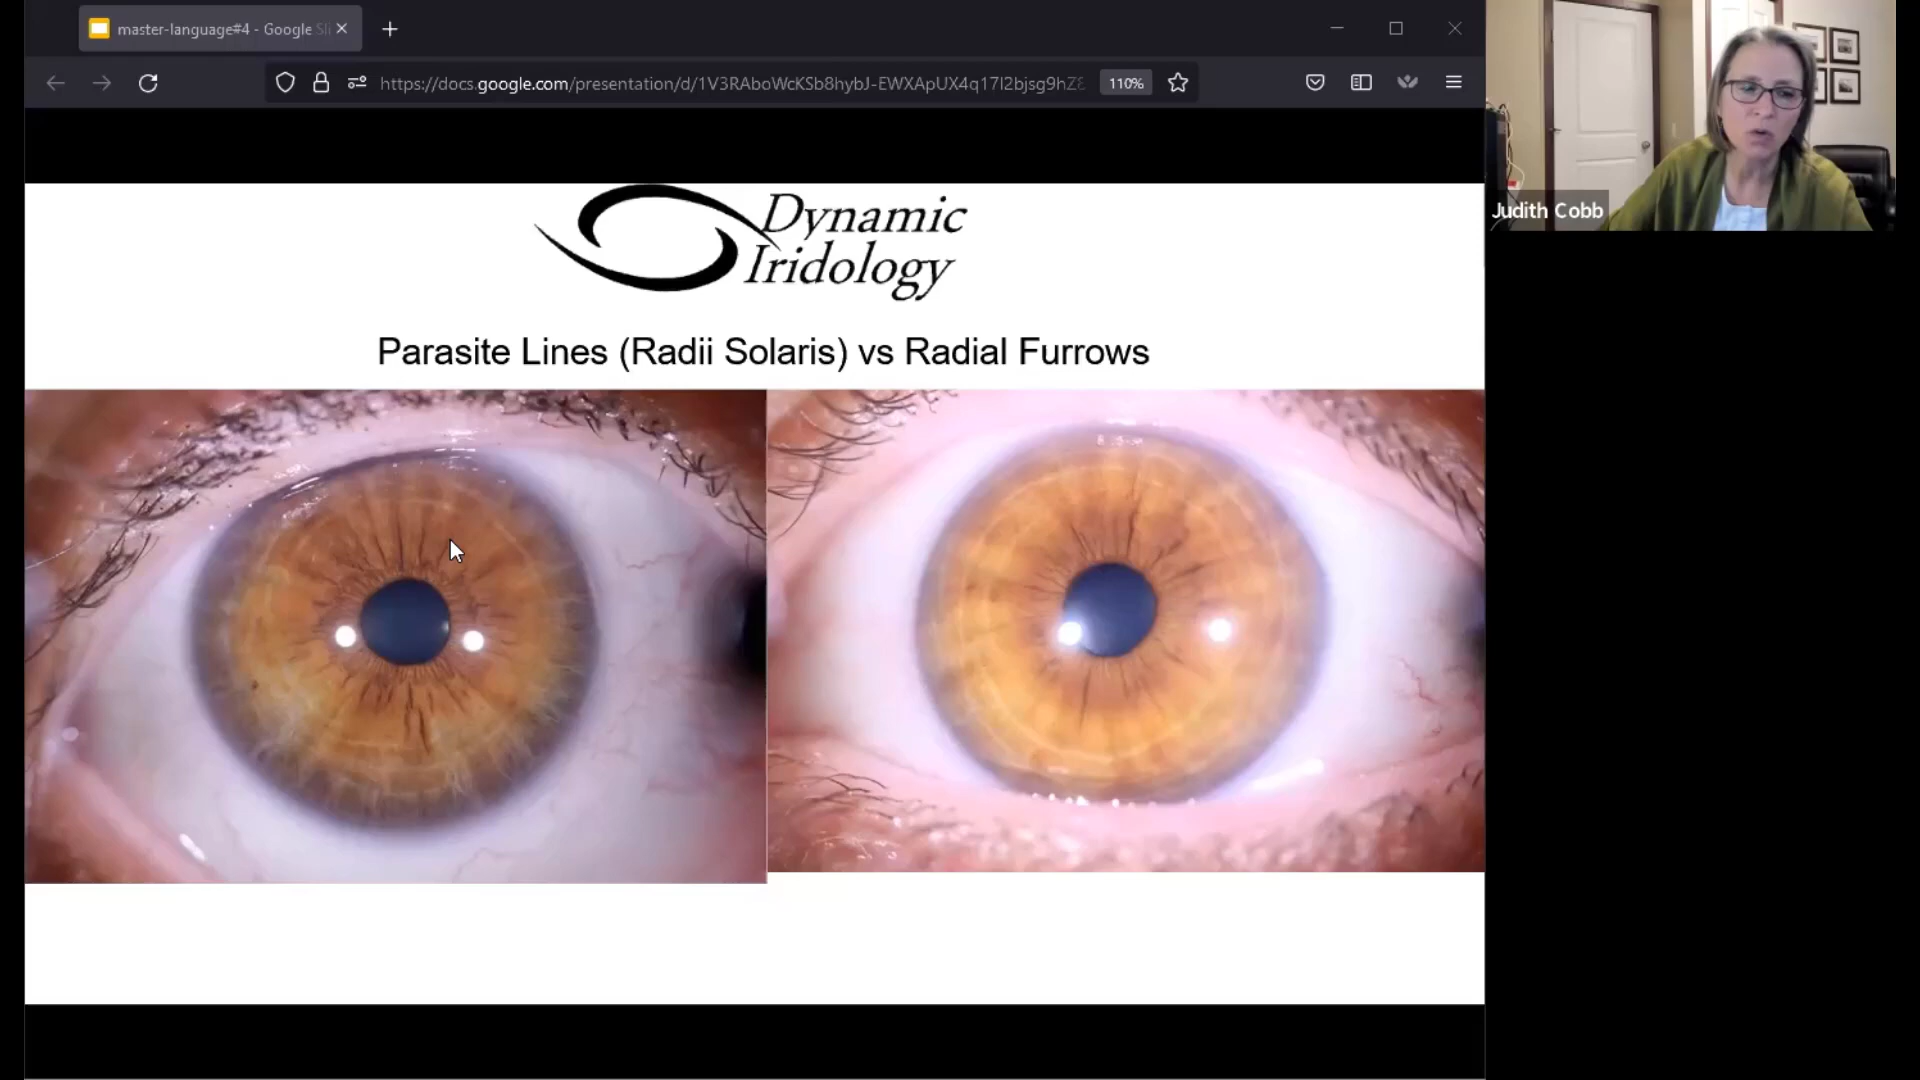 master-language#4 - Google Sli
https://docs.google.com/presentation/d/1V3RAboWcKSb8hybJ-EWXApUX4q17l2bjsg9hZ8
110%
Judith Cobb
Dynamic
Iridology
Parasite Lines (Radii Solaris) vs Radial Furrows